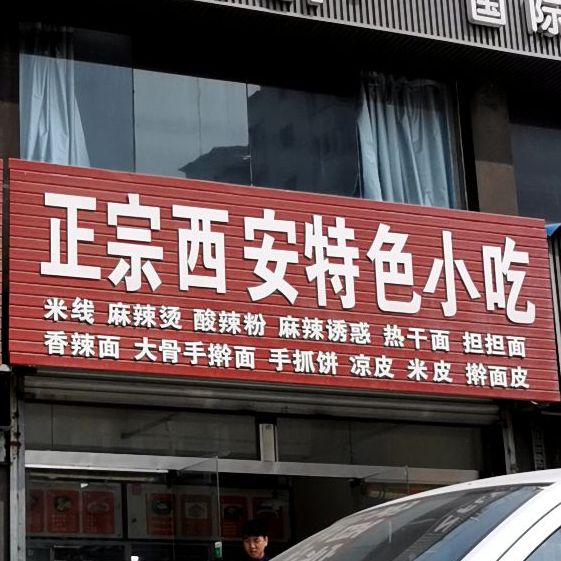 国际
正宗西安特色小吃
米线 麻辣烫 酸辣粉 麻辣诱惑 热干面 担担面
香辣面 大骨手擀面 手抓饼 凉皮 米皮 擀面皮